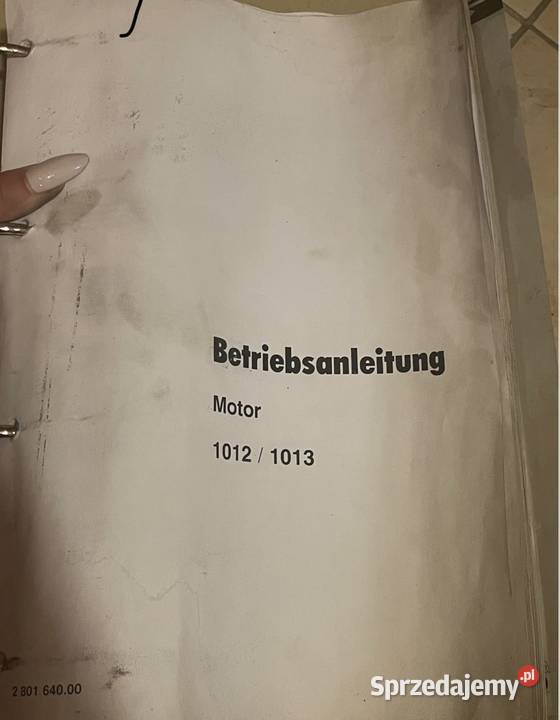 Betriebsanleitung
Motor
1012 / 1013
2 801 640.00
Sprzedajemy.pl